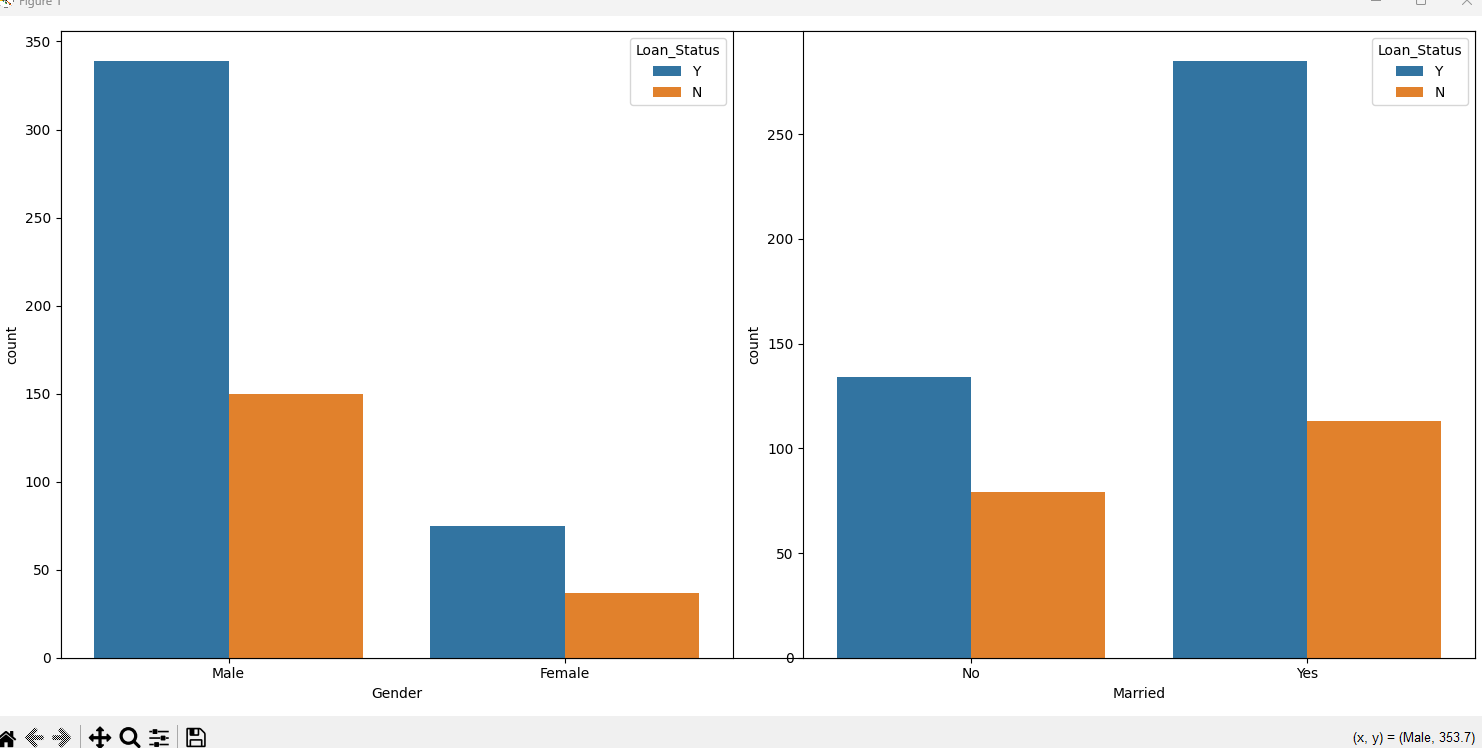 Figure 1
350
300
250
200
150
100
50
0
count
Male
Female
Gender
Loan_Status
Y
N
250
200
150
100
50
0
count
No
Yes
Married
Loan_Status
Y
N
(x, y) = (Male, 353.7)